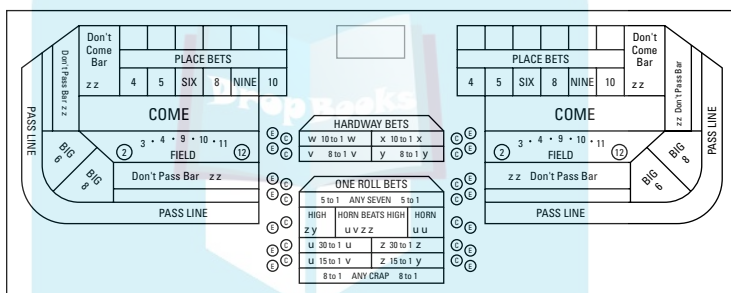 Don't Come Bar z z
Don't Pass Bar z z
PLACE BETS
4 5 SIX 8 NINE 10
COME
PASS LINE
2 3 • 4 • 9 • 10 • 11 12
FIELD
BIG 6
BIG 8
Don't Pass Bar z z
PASS LINE
Drop Books
E C
E C
E C
E C
E C
E C
HARDWAY BETS
w 10 to 1 w x 10 to 1 x
v 8 to 1 v y 8 to 1 y
ONE ROLL BETS
5 to 1 ANY SEVEN 5 to 1
HIGH HORN BEATS HIGH HORN
z y u v z z u u
u 30 to 1 u z 30 to 1 z
u 15 to 1 v z 15 to 1 y
8 to 1 ANY CRAP 8 to 1
C E
C E
C E
C E
C E
C E
PLACE BETS
4 5 SIX 8 NINE 10
Don't Come Bar z z
z z Don't Pass Bar
COME
PASS LINE
2 3 • 4 • 9 • 10 • 11 12
FIELD
BIG 8
BIG 6
z z Don't Pass Bar
PASS LINE